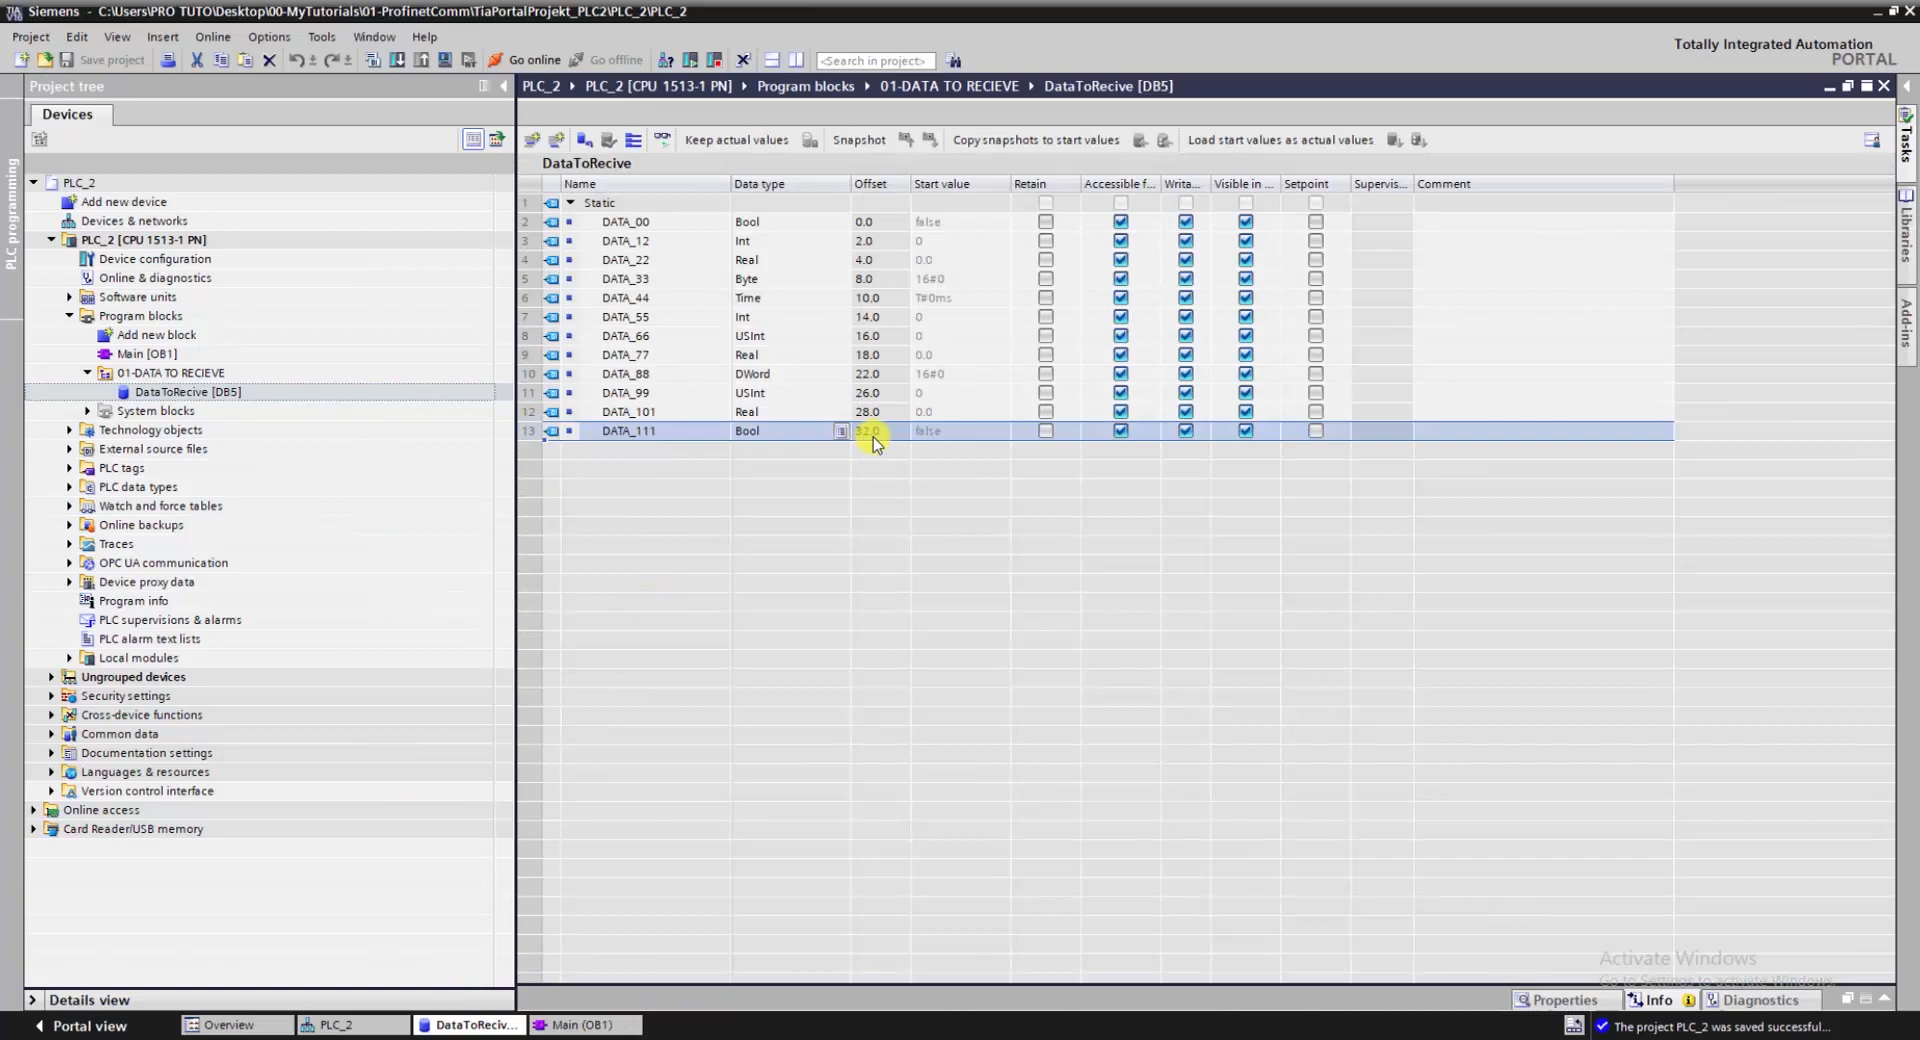 Siemens - C:\Users\PRO TUTO\Desktop\00-MyTutorials\01-ProfinetComm\TiaPortalProjekt_PLC2\PLC_2\PLC_2
Project Edit View Insert Online Options Tools Window Help
Totally Integrated Automation
PORTAL
Save project Go online Go offline <Search in project>
Project tree
PLC_2 PLC_2 [CPU 1513-1 PN] Program blocks 01-DATA TO RECIEVE DataToRecive [DB5]
Devices
Keep actual values Snapshot Copy snapshots to start values Load start values as actual values
DataToRecive
Name Data type Offset Start value Retain Accessible f... Writa... Visible in ... Setpoint Supervis... Comment
1 Static
2 DATA_00 Bool 0.0 false
3 DATA_12 Int 2.0 0
4 DATA_22 Real 4.0 0.0
5 DATA_33 Byte 8.0 16#0
6 DATA_44 Time 10.0 T#0ms
7 DATA_55 Int 14.0 0
8 DATA_66 USInt 16.0 0
9 DATA_77 Real 18.0 0.0
10 DATA_88 DWord 22.0 16#0
11 DATA_99 USInt 26.0 0
12 DATA_101 Real 28.0 0.0
13 DATA_111 Bool 32.0 false
PLC programming
PLC_2
Add new device
Devices & networks
PLC_2 [CPU 1513-1 PN]
Device configuration
Online & diagnostics
Software units
Program blocks
Add new block
Main [OB1]
01-DATA TO RECIEVE
DataToRecive [DB5]
System blocks
Technology objects
External source files
PLC tags
PLC data types
Watch and force tables
Online backups
Traces
OPC UA communication
Device proxy data
Program info
PLC supervisions & alarms
PLC alarm text lists
Local modules
Ungrouped devices
Security settings
Cross-device functions
Common data
Documentation settings
Languages & resources
Version control interface
Online access
Card Reader/USB memory
Tasks
Libraries
Add-ins
Activate Windows
Go to Settings to activate Windows.
Details view
Properties Info Diagnostics
Portal view Overview PLC_2 DataToReciv... Main (OB1)
The project PLC_2 was saved successful...